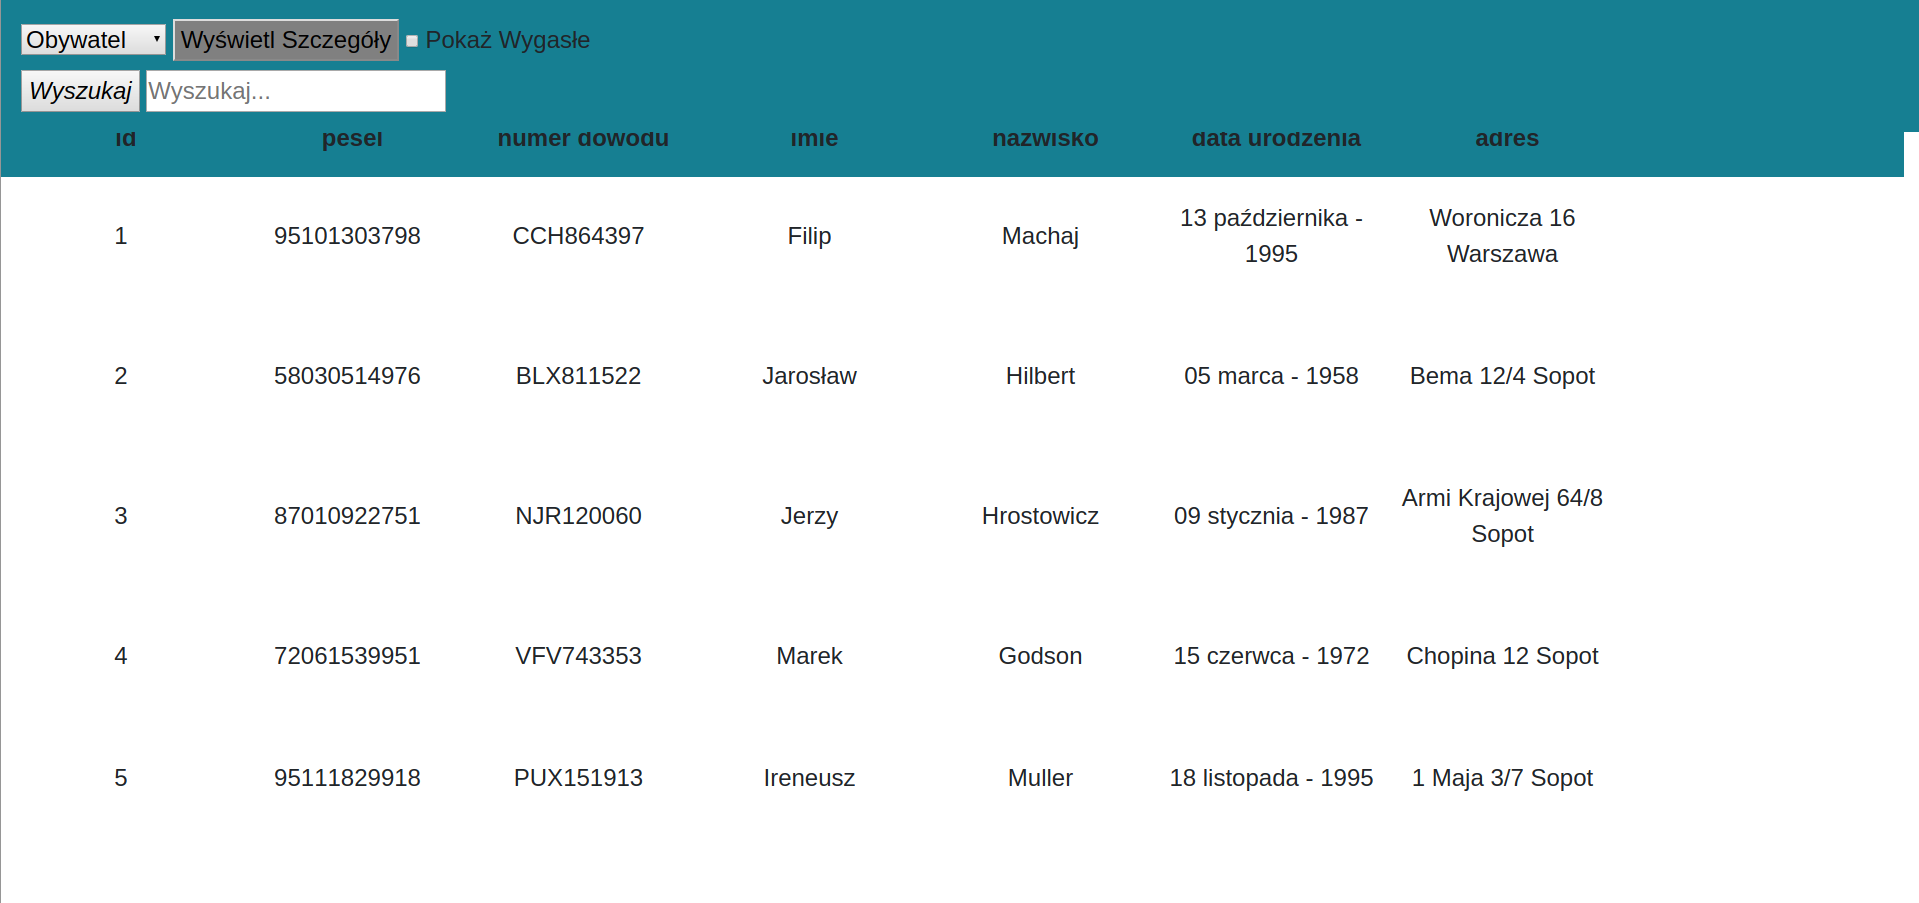 Obywatel Wyświetl Szczegóły Pokaż Wygasłe
Wyszukaj Wyszukaj...
id pesel numer dowodu imie nazwisko data urodzenia adres
1 95101303798 CCH864397 Filip Machaj 13 października - 1995 Woronicza 16 Warszawa
2 58030514976 BLX811522 Jarosław Hilbert 05 marca - 1958 Bema 12/4 Sopot
3 87010922751 NJR120060 Jerzy Hrostowicz 09 stycznia - 1987 Armi Krajowej 64/8 Sopot
4 72061539951 VFV743353 Marek Godson 15 czerwca - 1972 Chopina 12 Sopot
5 95111829918 PUX151913 Ireneusz Muller 18 listopada - 1995 1 Maja 3/7 Sopot